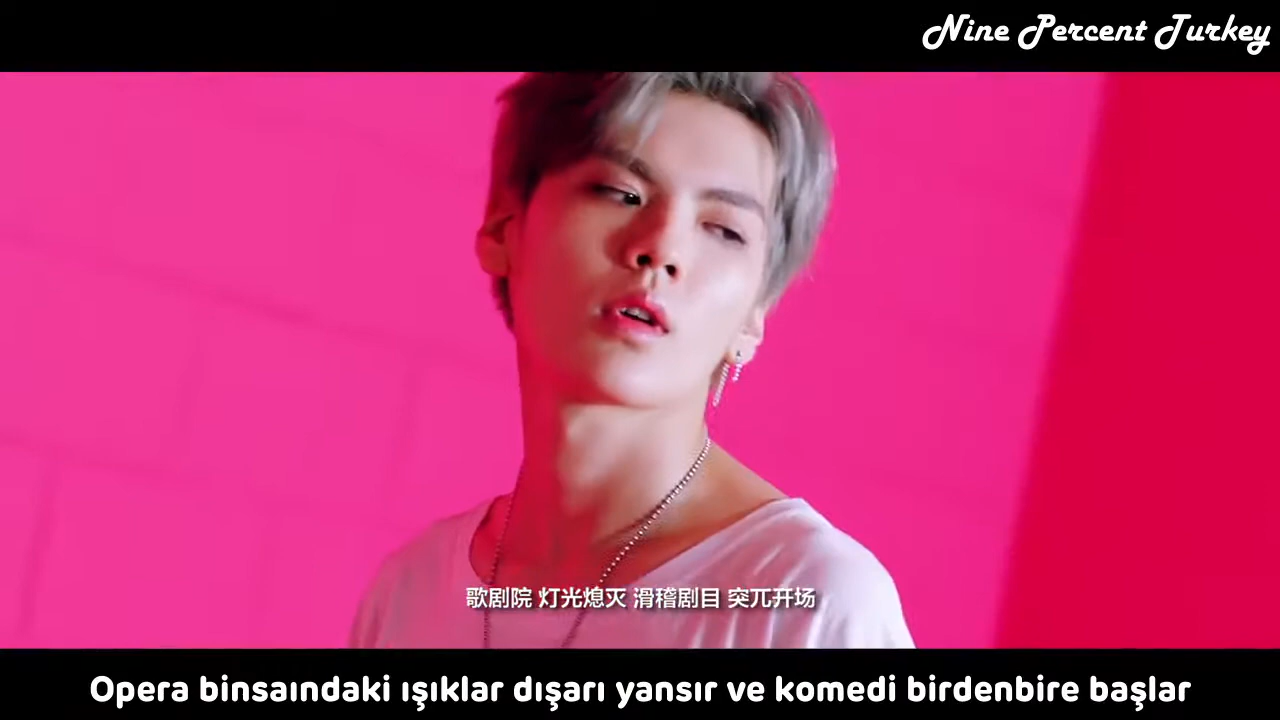 Nine Percent Turkey
歌剧院 灯光熄灭 滑稽剧目 突兀开场
Opera binsaındaki ışıklar dışarı yansır ve komedi birdenbire başlar